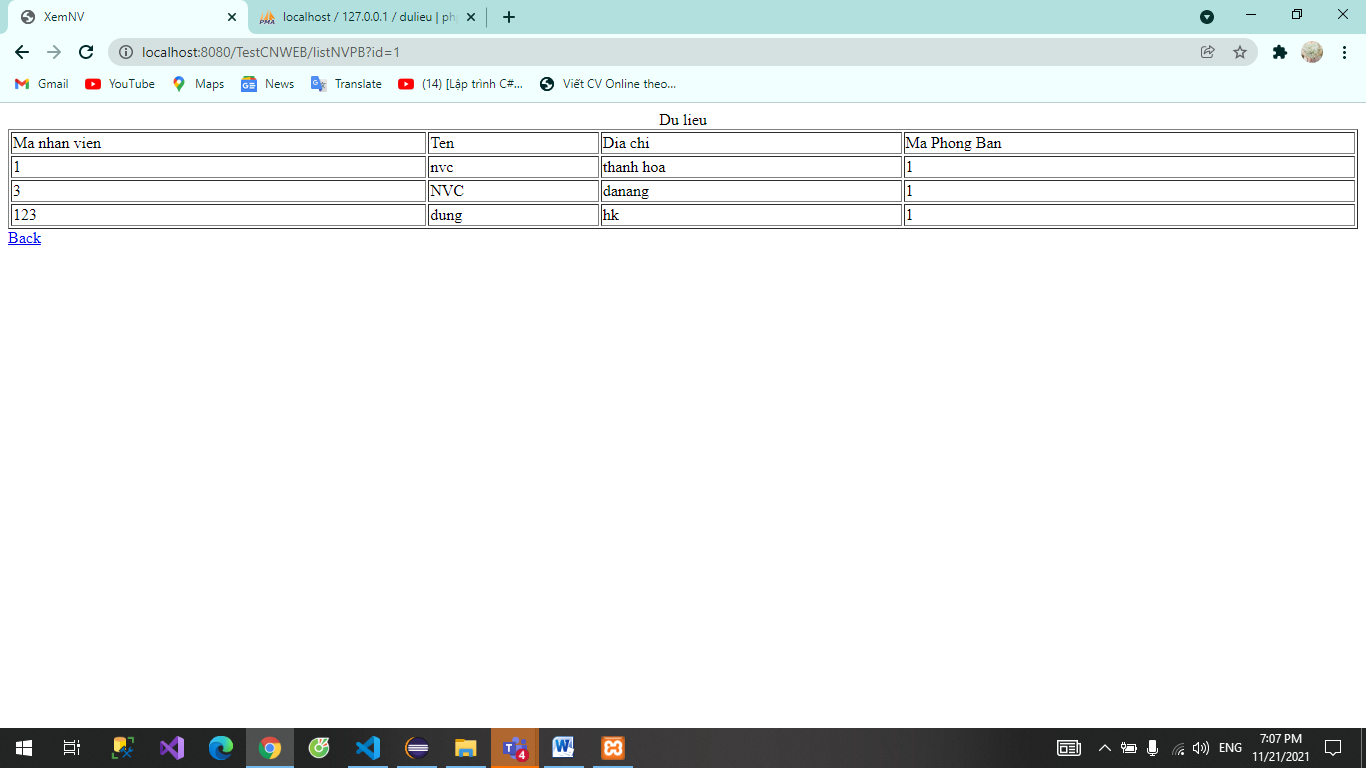 XemNV
localhost / 127.0.0.1 / dulieu | ph
localhost:8080/TestCNWEB/listNVPB?id=1
Gmail YouTube Maps News Translate (14) [Lập trình C#... Viết CV Online theo...
Du lieu
Ma nhan vien Ten Dia chi Ma Phong Ban
1 nvc thanh hoa 1
3 NVC danang 1
123 dung hk 1
Back
4
ENG
7:07 PM
11/21/2021